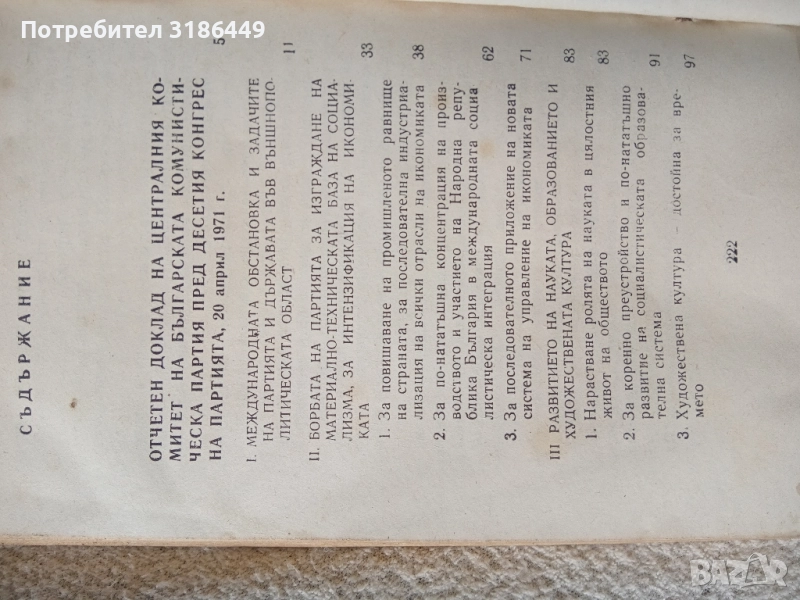 Потребител 3186449
СЪДЪРЖАНИЕ
ОТЧЕТЕН ДОКЛАД НА ЦЕНТРАЛНИЯ КО-
МИТЕТ НА БЪЛГАРСКАТА КОМУНИСТИ-
ЧЕСКА ПАРТИЯ ПРЕД ДЕСЕТИЯ КОНГРЕС
НА ПАРТИЯТА, 20 април 1971 г. 5
I. МЕЖДУНАРОДНАТА ОБСТАНОВКА И ЗАДАЧИТЕ
НА ПАРТИЯТА И ДЪРЖАВАТА ВЪВ ВЪНШНОПО-
ЛИТИЧЕСКАТА ОБЛАСТ 11
II. БОРБАТА НА ПАРТИЯТА ЗА ИЗГРАЖДАНЕ НА
МАТЕРИАЛНО-ТЕХНИЧЕСКАТА БАЗА НА СОЦИА-
ЛИЗМА, ЗА ИНТЕНЗИФИКАЦИЯ НА ИКОНОМИ-
КАТА 33
1. За повишаване на промишленото равнище
на страната, за последователна индустриа-
лизация на всички отрасли на икономиката 38
2. За по-нататъшна концентрация на произ-
водството и участието на Народна репу-
блика България в международната социа
листическа интеграция 62
3. За последователното приложение на новата
система на управление на икономиката 71
III РАЗВИТИЕТО НА НАУКАТА, ОБРАЗОВАНИЕТО И
ХУДОЖЕСТВЕНАТА КУЛТУРА 83
1. Нарастване ролята на науката в цялостния
живот на обществото 83
2. За коренно преустройство и по-нататъшно
развитие на социалистическата образова-
телна система 91
3. Художествена култура – достойна за вре-
мето 97
222
BAZAR